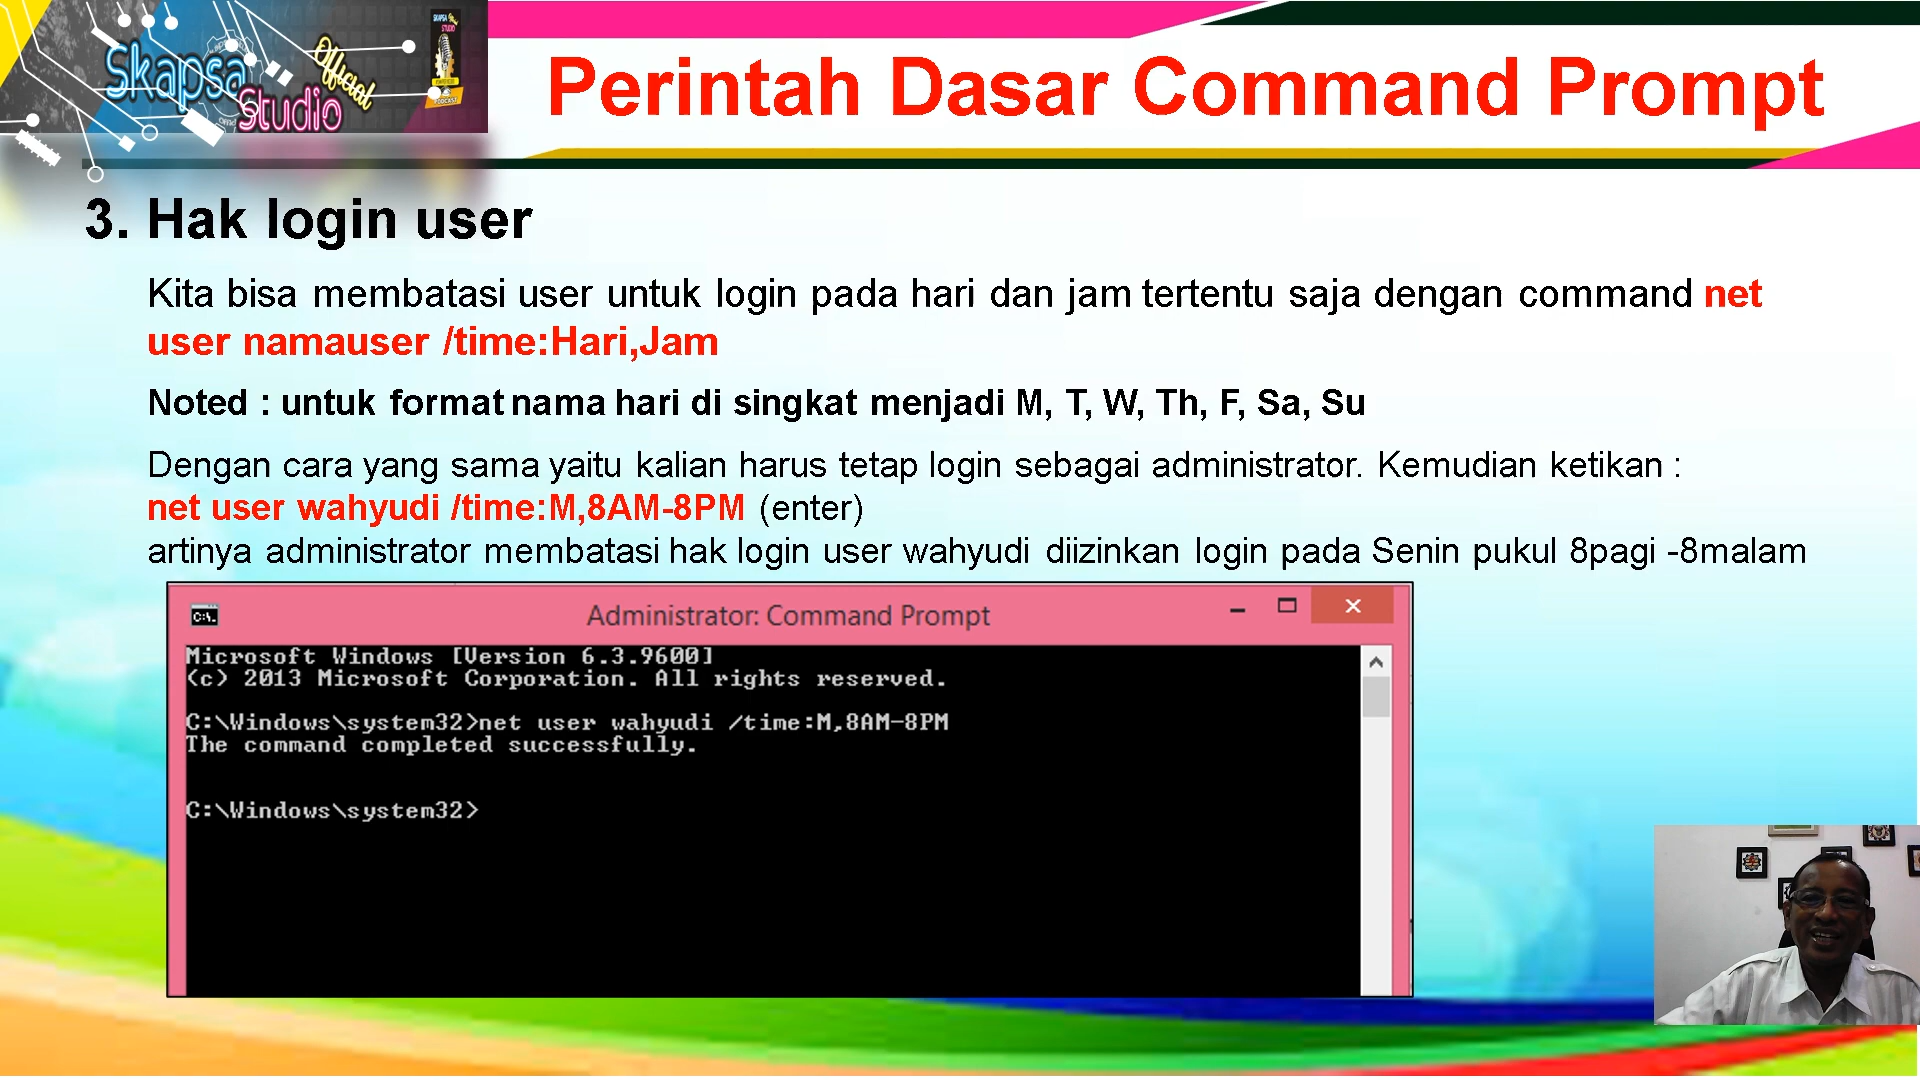 Skapsa
Studio
Official
SKAPSA
STUDIO
PODCAST
Perintah Dasar Command Prompt
3. Hak login user
Kita bisa membatasi user untuk login pada hari dan jam tertentu saja dengan command net
user namauser /time:Hari,Jam
Noted : untuk format nama hari di singkat menjadi M, T, W, Th, F, Sa, Su
Dengan cara yang sama yaitu kalian harus tetap login sebagai administrator. Kemudian ketikan :
net user wahyudi /time:M,8AM-8PM (enter)
artinya administrator membatasi hak login user wahyudi diizinkan login pada Senin pukul 8pagi -8malam
C:\.
Administrator: Command Prompt
Microsoft Windows [Version 6.3.9600]
(c) 2013 Microsoft Corporation. All rights reserved.
C:\Windows\system32>net user wahyudi /time:M,8AM-8PM
The command completed successfully.
C:\Windows\system32>